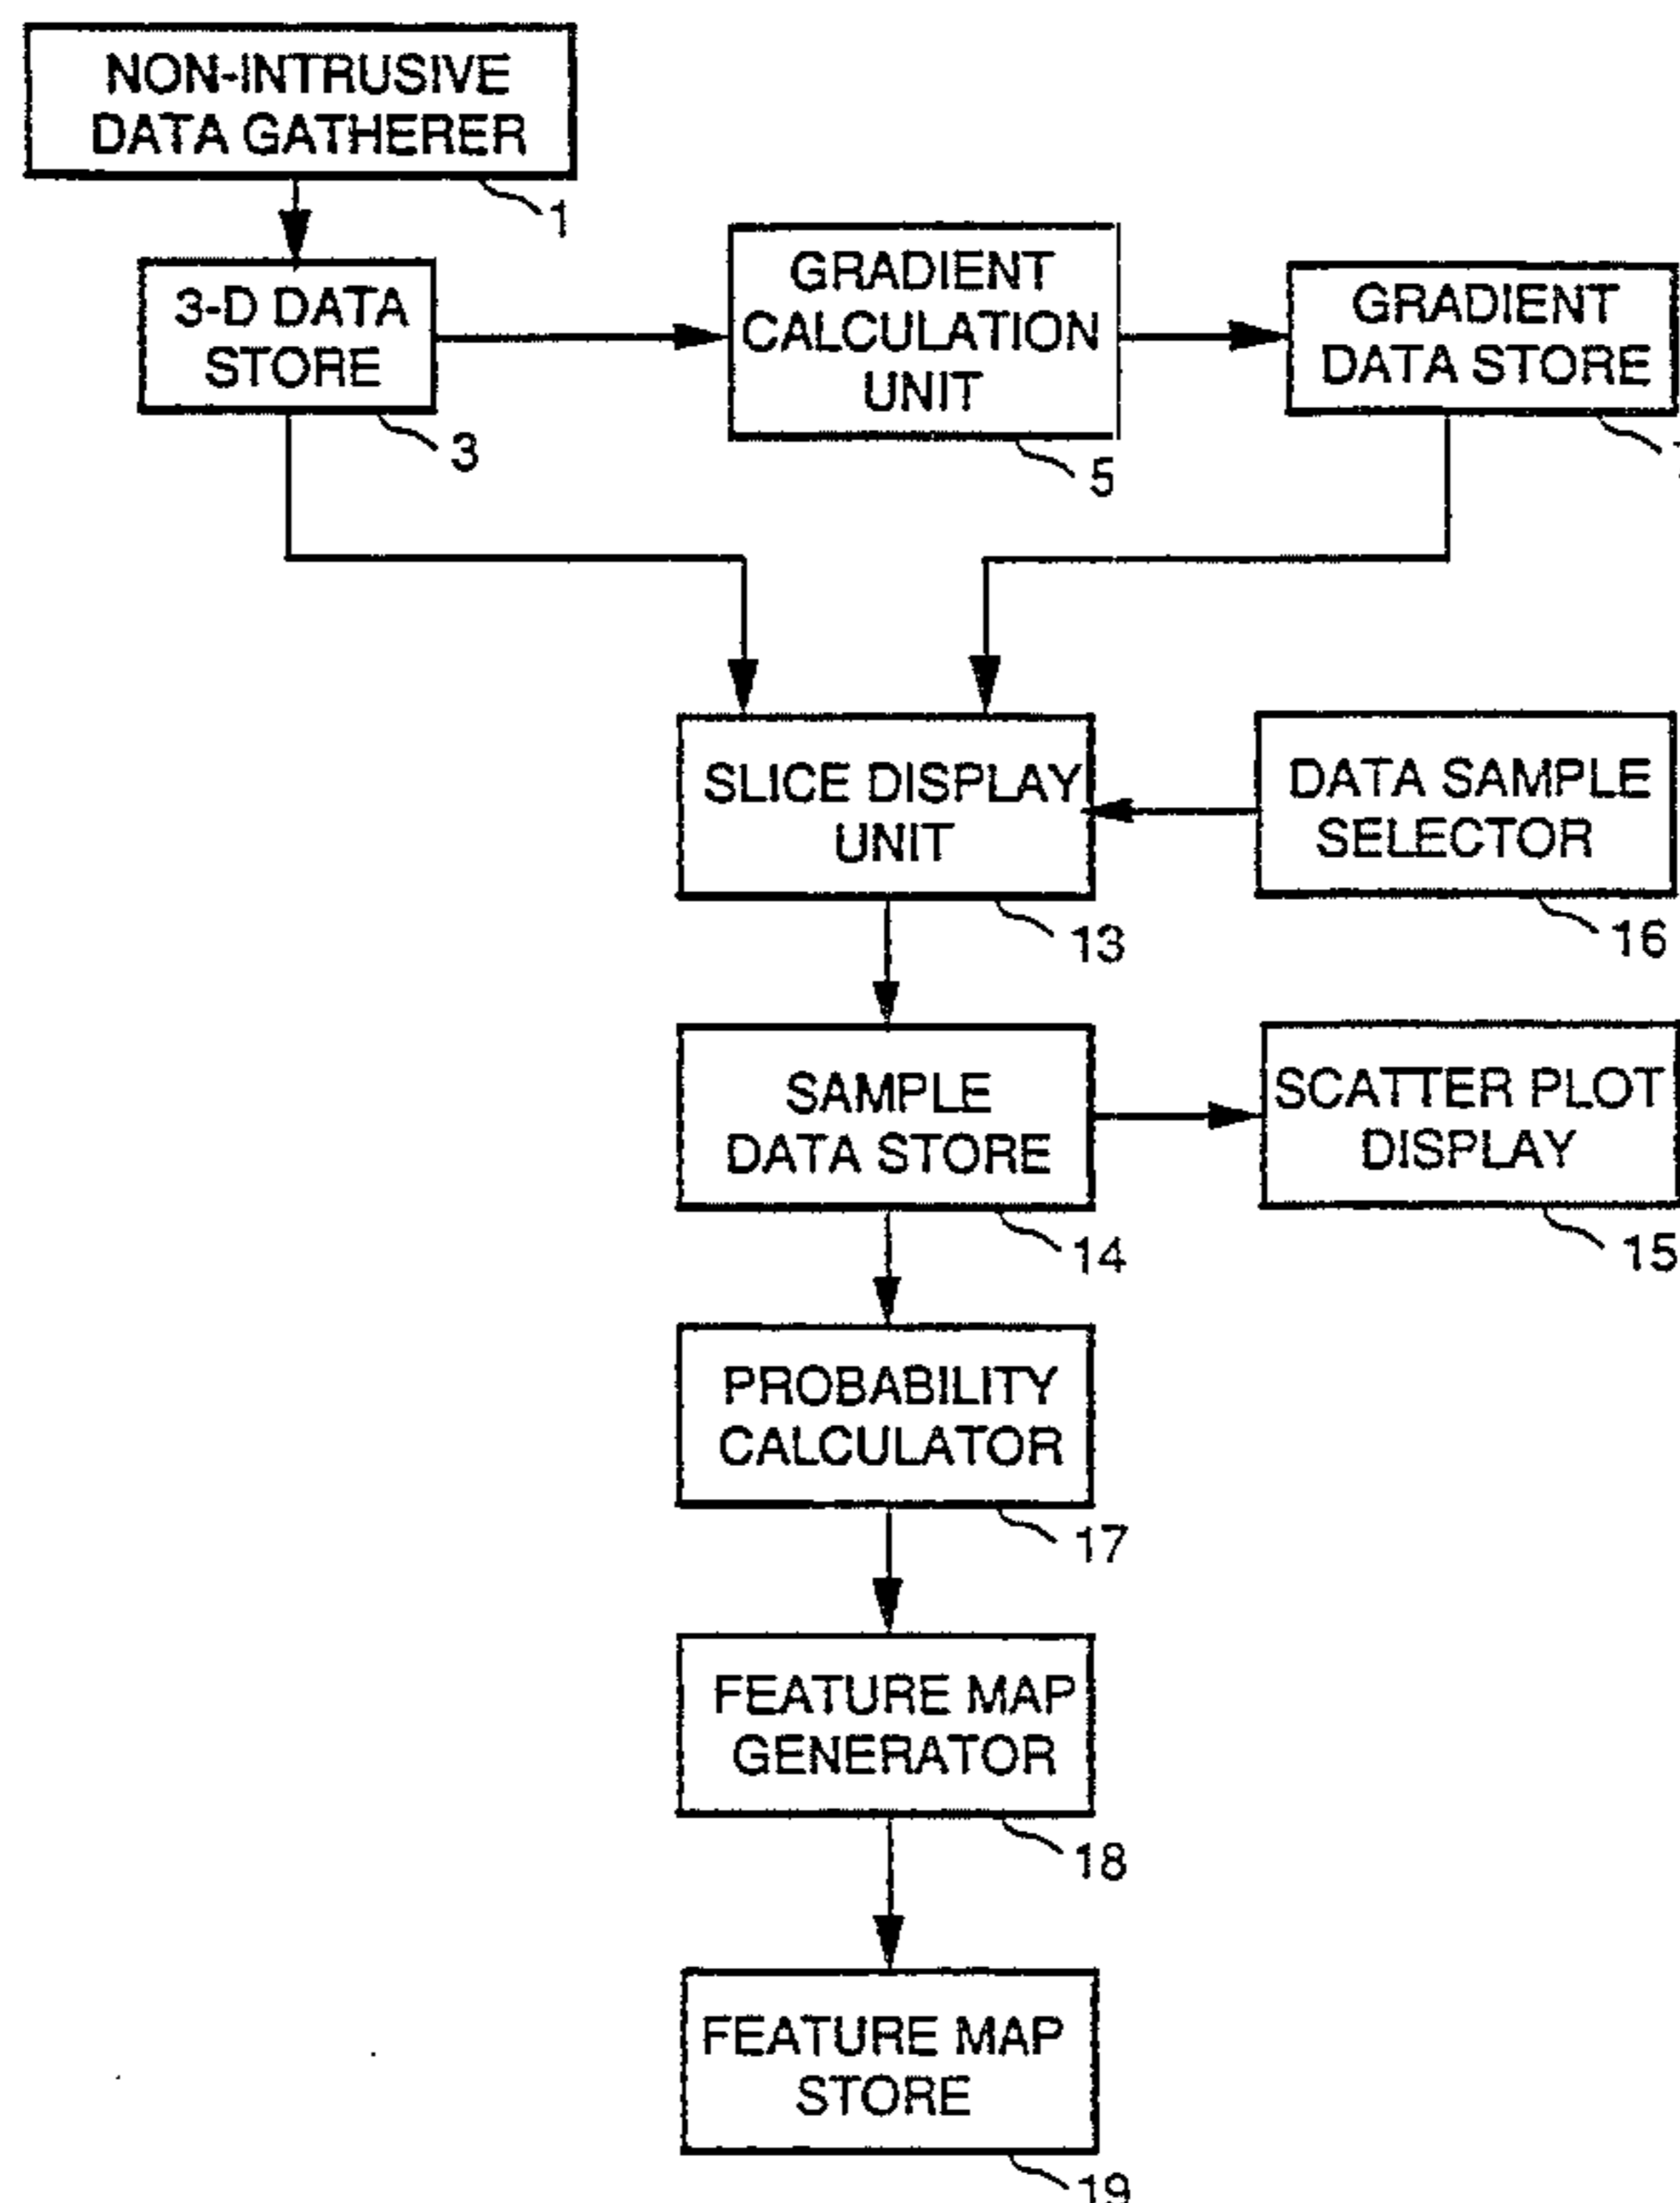 NON-INTRUSIVE
DATA GATHERER
1
3-D DATA
STORE
3
GRADIENT
CALCULATION
UNIT
5
GRADIENT
DATA STORE
SLICE DISPLAY
UNIT
13
DATA SAMPLE
SELECTOR
16
SAMPLE
DATA STORE
14
SCATTER PLOT
DISPLAY
15
PROBABILITY
CALCULATOR
17
FEATURE MAP
GENERATOR
18
FEATURE MAP
STORE
19